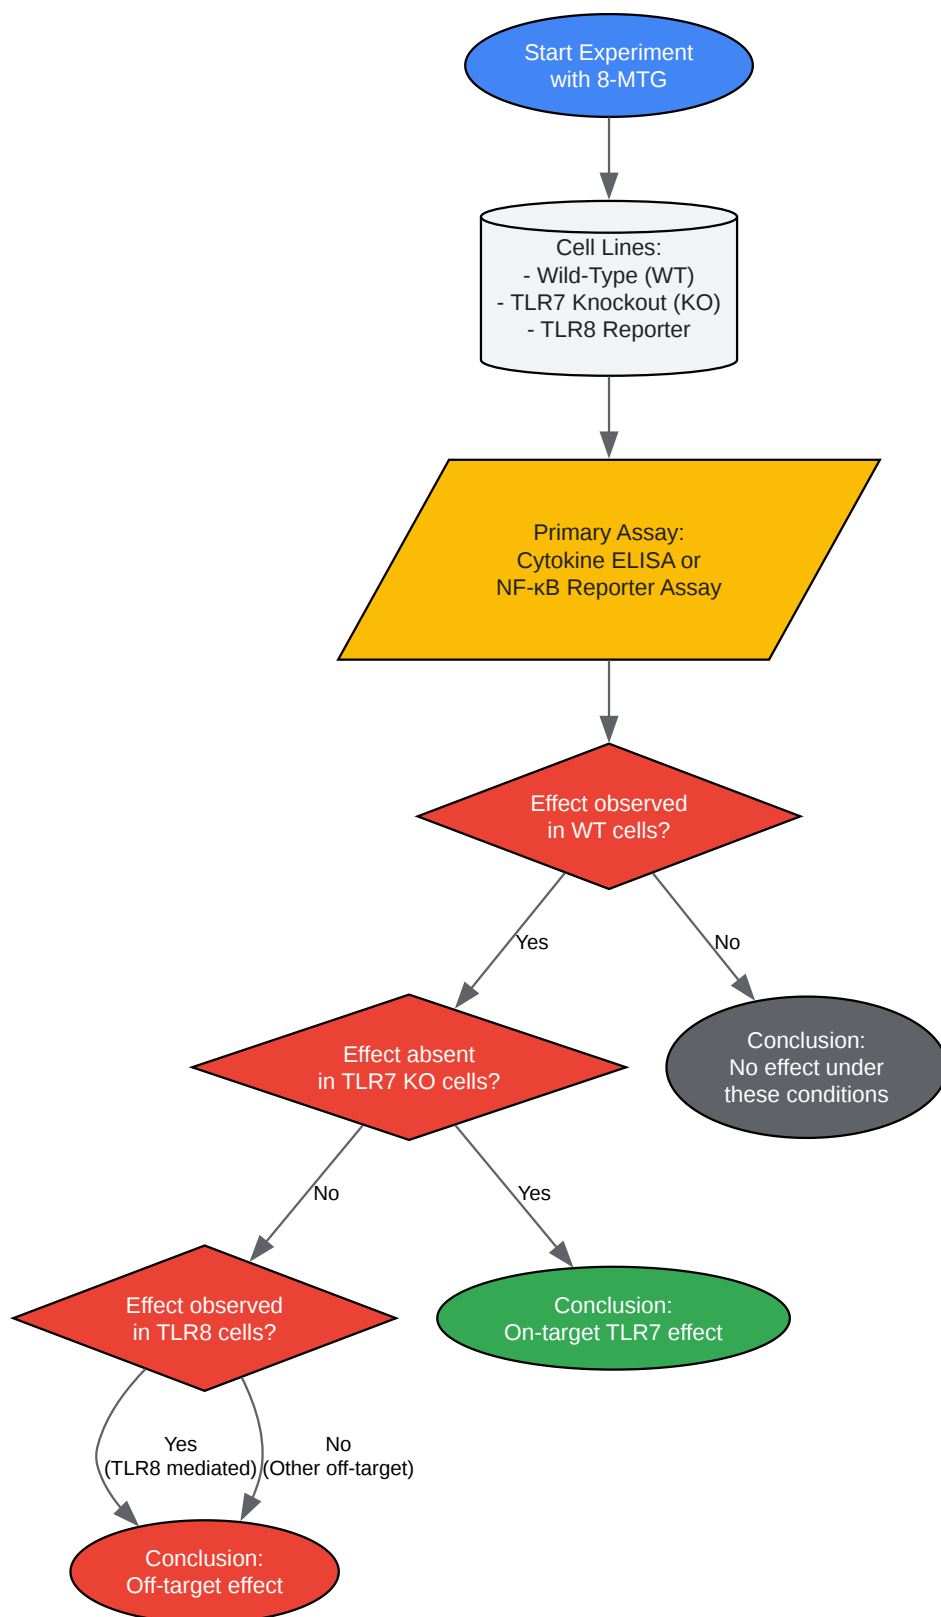 Start Experiment
with 8-MTG
Cell Lines:
- Wild-Type (WT)
- TLR7 Knockout (KO)
- TLR8 Reporter
Primary Assay:
Cytokine ELISA or
NF-κB Reporter Assay
Effect observed
in WT cells?
Yes
No
Effect absent
in TLR7 KO cells?
Conclusion:
No effect under
these conditions
No
Yes
Effect observed
in TLR8 cells?
Conclusion:
On-target TLR7 effect
Yes
(TLR8 mediated)
No
(Other off-target)
Conclusion:
Off-target effect